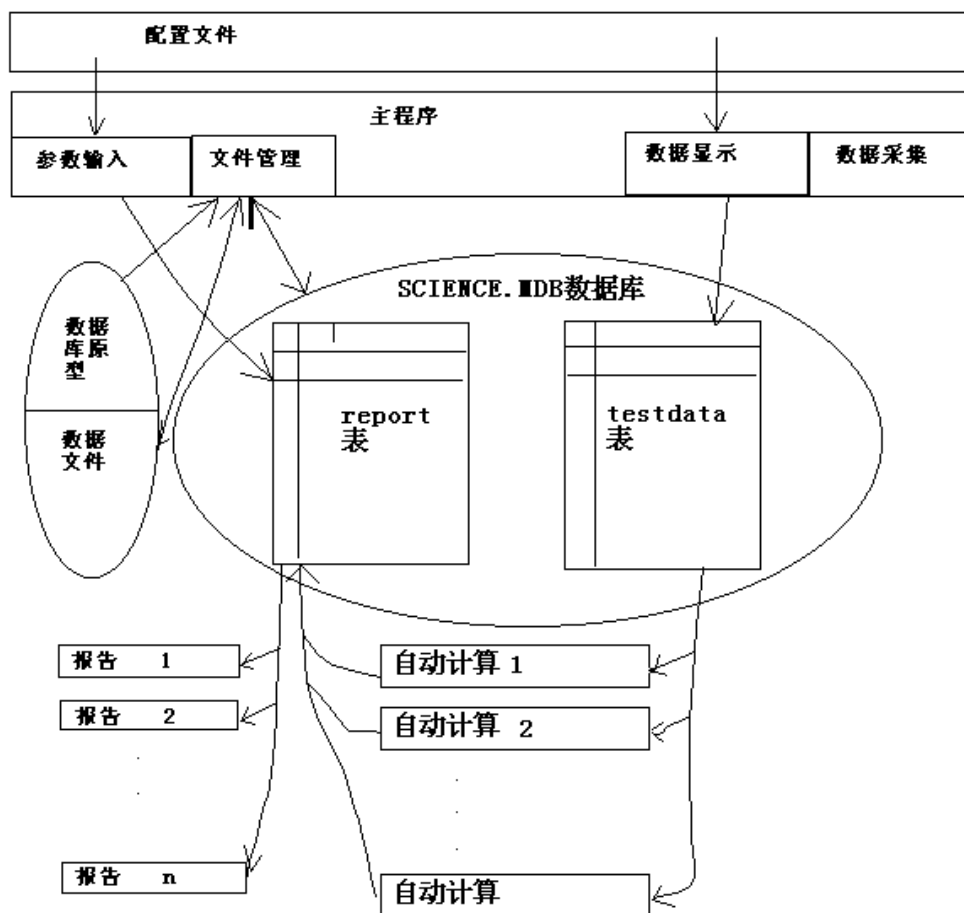 配置文件
主程序
参数输入
文件管理
数据显示
数据采集
SCIENCE.MDB数据库
数据
库原
型
数据
文件
report
表
testdata
表
报告 1
自动计算 1
报告 2
自动计算 2
报告 n
自动计算